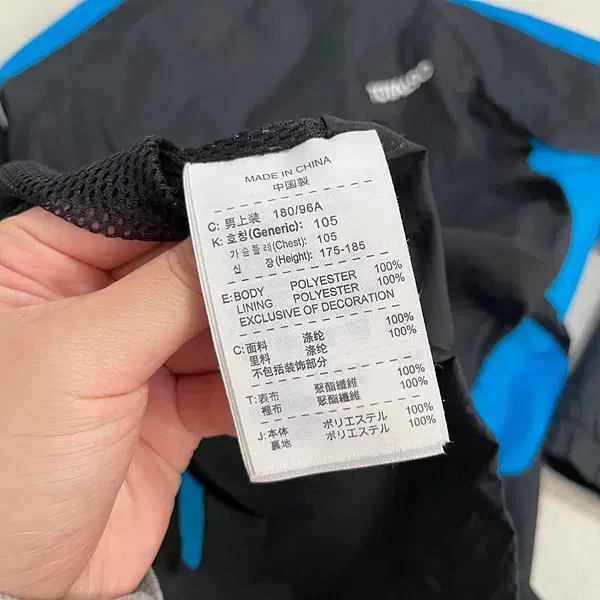 MADE IN CHINA
中国製
C: 男上装 180/96A
K: 호칭(Generic): 105
가슴둘레(Chest): 105
신 장(Height): 175-185
E: BODY POLYESTER 100%
LINING POLYESTER 100%
EXCLUSIVE OF DECORATION
C: 面料 涤纶 100%
里料 涤纶 100%
不包括装饰部分
T: 表布 聚酯纖維 100%
裡布 聚酯纖維 100%
J: 本体 ポリエステル 100%
裏地 ポリエステル 100%